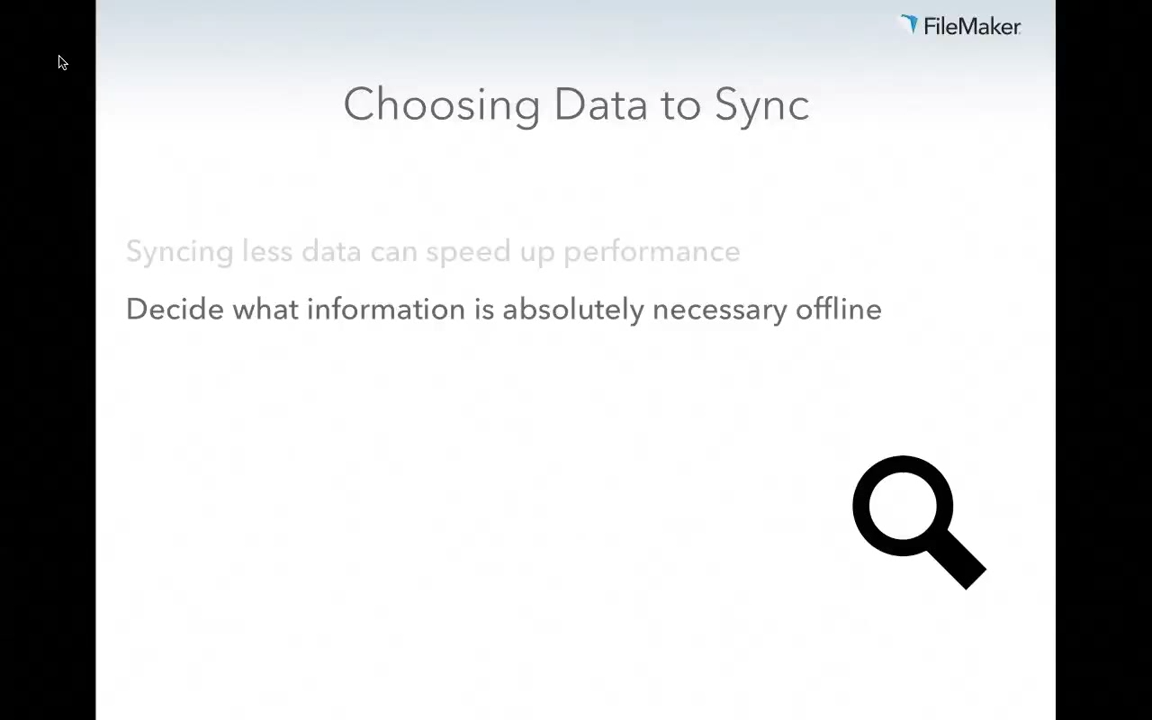 FileMaker
Choosing Data to Sync
Syncing less data can speed up performance
Decide what information is absolutely necessary offline